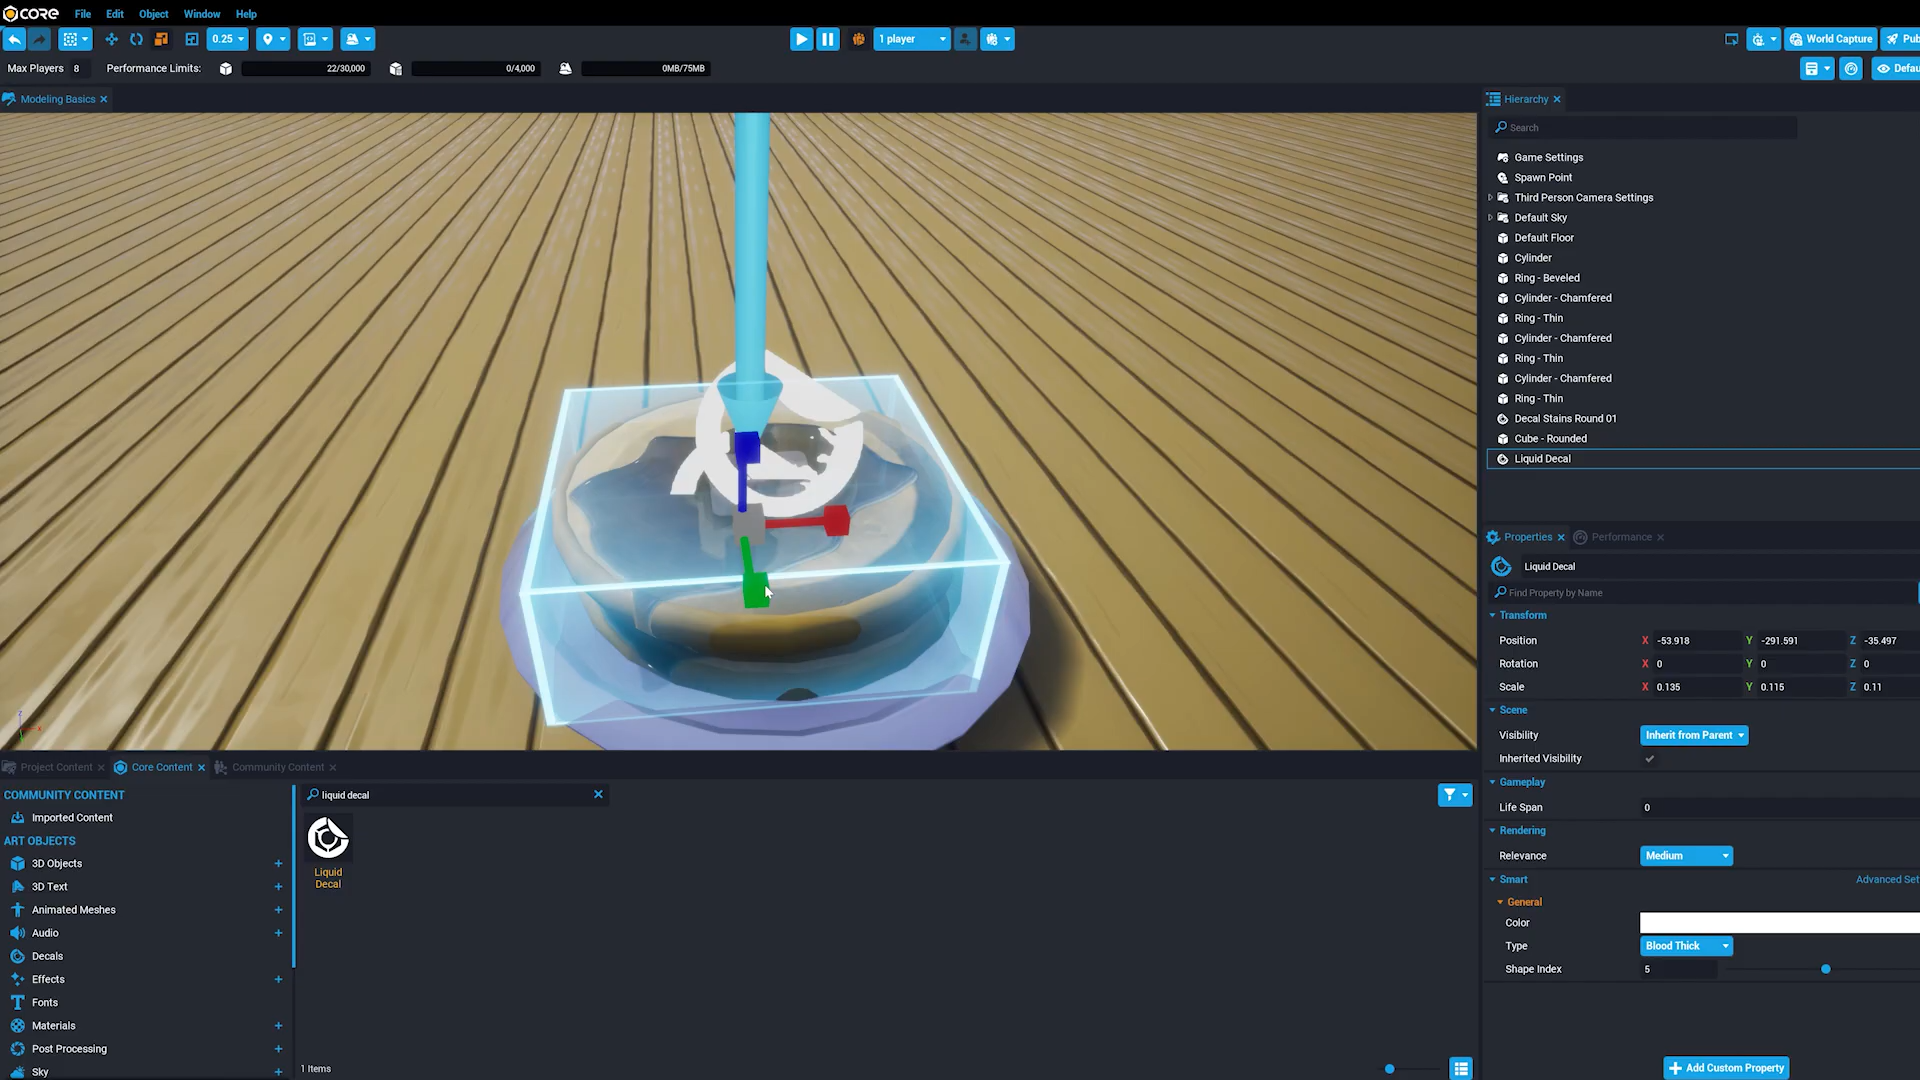 CORE File Edit Object Window Help
0.25 1 player World Capture Pub
Max Players 8 Performance Limits: 22/30,000 0/4,000 0MB/75MB Defau
Modeling Basics
Hierarchy
Search
Game Settings
Spawn Point
Third Person Camera Settings
Default Sky
Default Floor
Cylinder
Ring - Beveled
Cylinder - Chamfered
Ring - Thin
Cylinder - Chamfered
Ring - Thin
Cylinder - Chamfered
Ring - Thin
Decal Stains Round 01
Cube - Rounded
Liquid Decal
Properties Performance
Liquid Decal
Find Property by Name
Transform
Position X -53.918 Y -291.591 Z -35.497
Rotation X 0 Y 0 Z 0
Scale X 0.135 Y 0.115 Z 0.11
Scene
Visibility Inherit from Parent
Inherited Visibility
Gameplay
Life Span 0
Rendering
Relevance Medium
Smart Advanced Set
General
Color
Type Blood Thick
Shape Index 5
Add Custom Property
Project Content Core Content Community Content
COMMUNITY CONTENT
Imported Content
ART OBJECTS
3D Objects
3D Text
Animated Meshes
Audio
Decals
Effects
Fonts
Materials
Post Processing
Sky
liquid decal
Liquid
Decal
1 Items